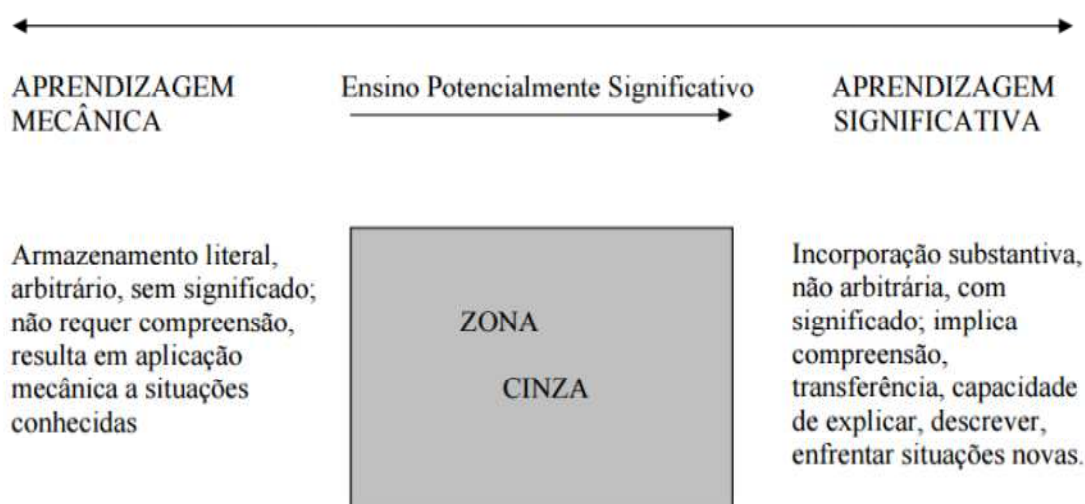 APRENDIZAGEM
MECÂNICA
Ensino Potencialmente Significativo
APRENDIZAGEM
SIGNIFICATIVA
Armazenamento literal,
arbitrário, sem significado;
não requer compreensão,
resulta em aplicação
mecânica a situações
conhecidas
ZONA
CINZA
Incorporação substantiva,
não arbitrária, com
significado; implica
compreensão,
transferência, capacidade
de explicar, descrever,
enfrentar situações novas.